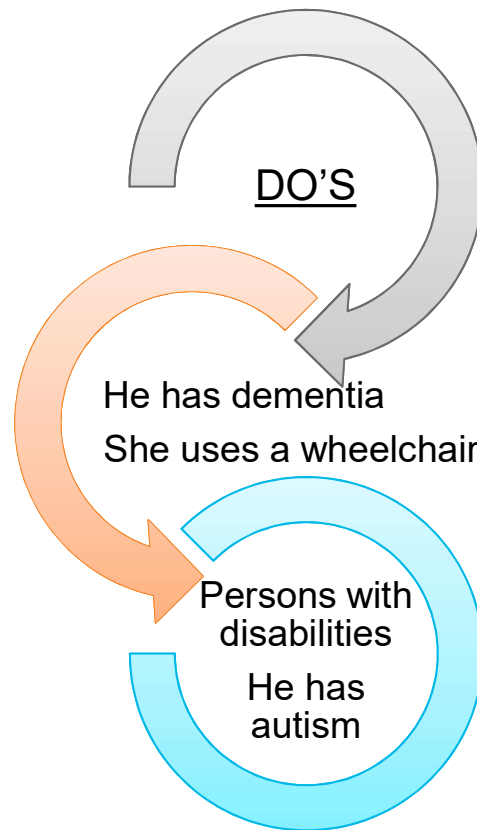 DO’S
He has dementia
She uses a wheelchair
Persons with
disabilities
He has
autism